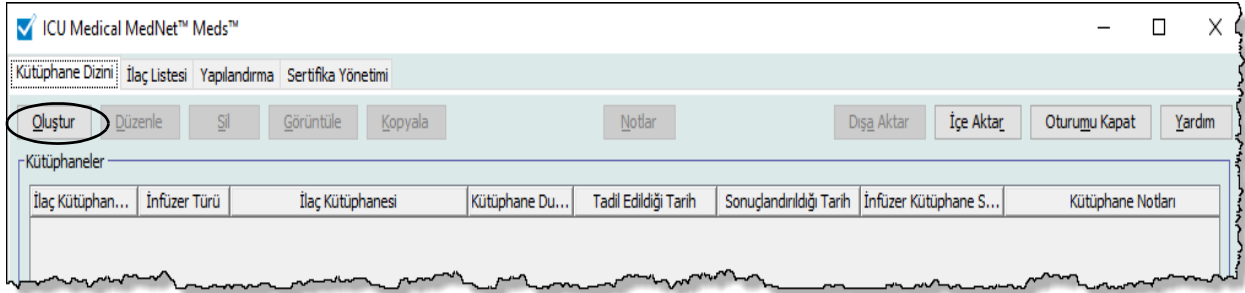 ICU Medical MedNet™ Meds™
Kütüphane Dizini İlaç Listesi Yapılandırma Sertifika Yönetimi
Oluştur Düzenle Sil Görüntüle Kopyala Notlar Dışa Aktar İçe Aktar Oturumu Kapat Yardım
Kütüphaneler
İlaç Kütüphan... İnfüzer Türü İlaç Kütüphanesi Kütüphane Du... Tadil Edildiği Tarih Sonuçlandırıldığı Tarih İnfüzer Kütüphane S... Kütüphane Notları